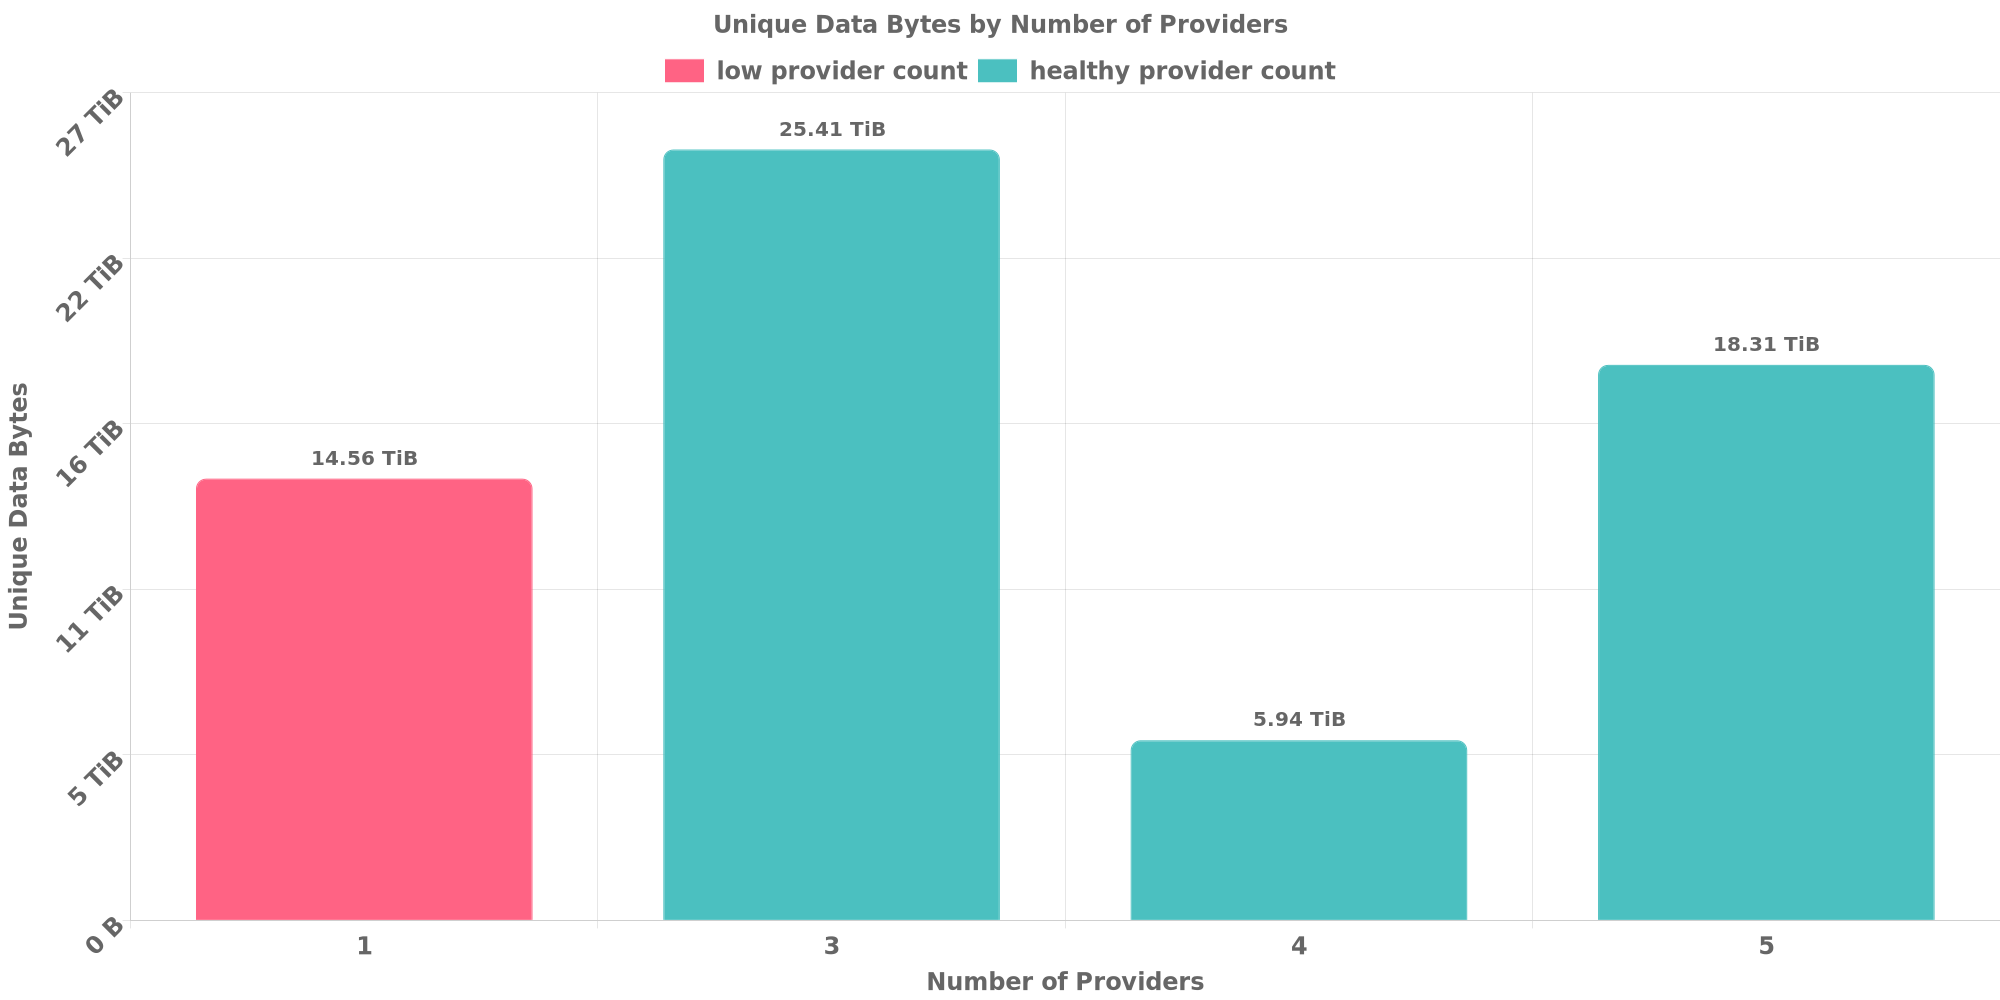 Unique Data Bytes by Number of Providers
low provider count healthy provider count
27 TiB
22 TiB
16 TiB
11 TiB
5 TiB
0 B
Unique Data Bytes
14.56 TiB
25.41 TiB
5.94 TiB
18.31 TiB
1 3 4 5
Number of Providers